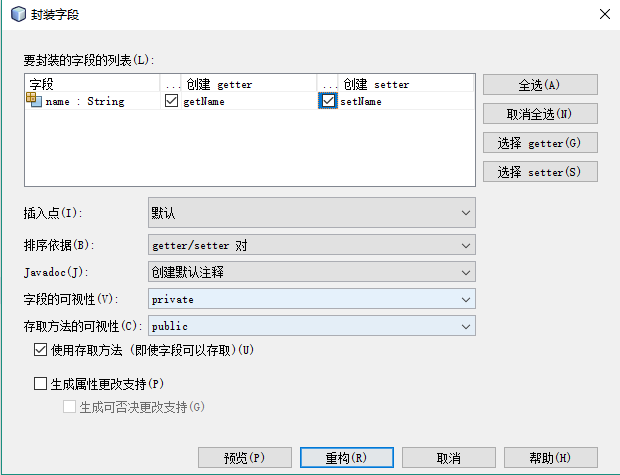 封装字段
要封装的字段的列表(L):
字段 ... 创建 getter ... 创建 setter
name : String getName setName
全选(A)
取消全选(N)
选择 getter(G)
选择 setter(S)
插入点(I): 默认
排序依据(B): getter/setter 对
Javadoc(J): 创建默认注释
字段的可视性(V): private
存取方法的可视性(C): public
使用存取方法 (即使字段可以存取)(U)
生成属性更改支持(P)
生成可否决更改支持(G)
预览(P) 重构(R) 取消 帮助(H)